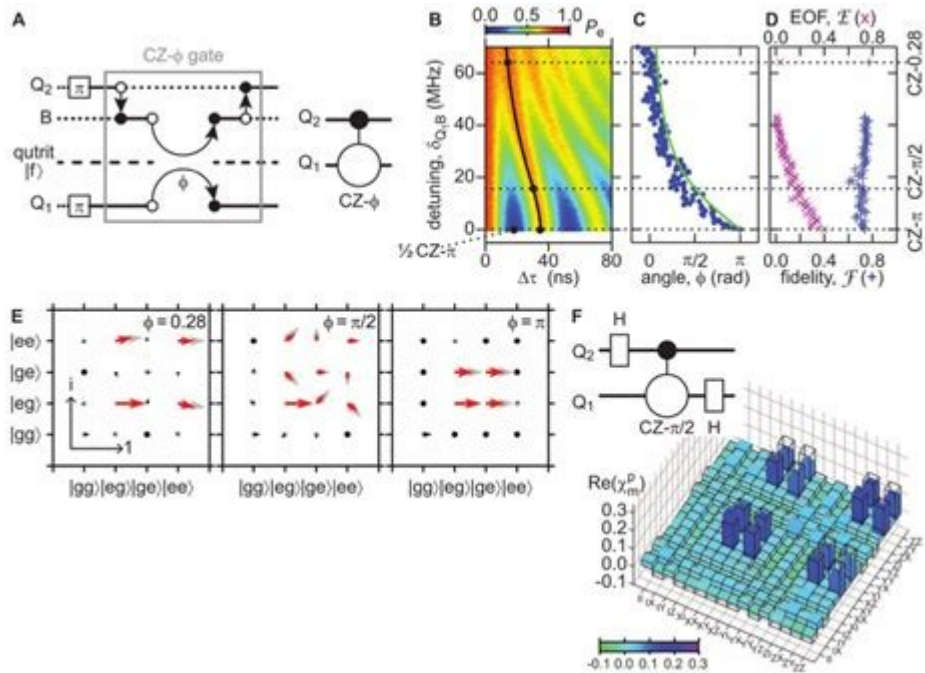 A
CZ-ϕ gate
Q₂ π
B
qutrit
|f⟩
ϕ
Q₁ π
Q₂
Q₁
CZ-ϕ
B
0.0 0.5 1.0
Pₑ
detuning, δ_Q₁B (MHz)
60
40
20
0
½ CZ-π
0 40 80
Δτ (ns)
C
0 π/2 π
angle, ϕ (rad)
D
EOF, ℰ (x)
0.0 0.4 0.8
0.0 0.4 0.8
fidelity, ℱ (+)
CZ-0.28
CZ-π/2
CZ-π
E
ϕ = 0.28
ϕ = π/2
ϕ = π
|ee⟩
|ge⟩
|eg⟩
|gg⟩
i
1
|gg⟩|eg⟩|ge⟩|ee⟩
|gg⟩|eg⟩|ge⟩|ee⟩
|gg⟩|eg⟩|ge⟩|ee⟩
F
H
Q₂
Q₁
CZ-π/2
H
Re(χᵖₘ)
0.3
0.2
0.1
0.0
-0.1
-0.1 0.0 0.1 0.2 0.3